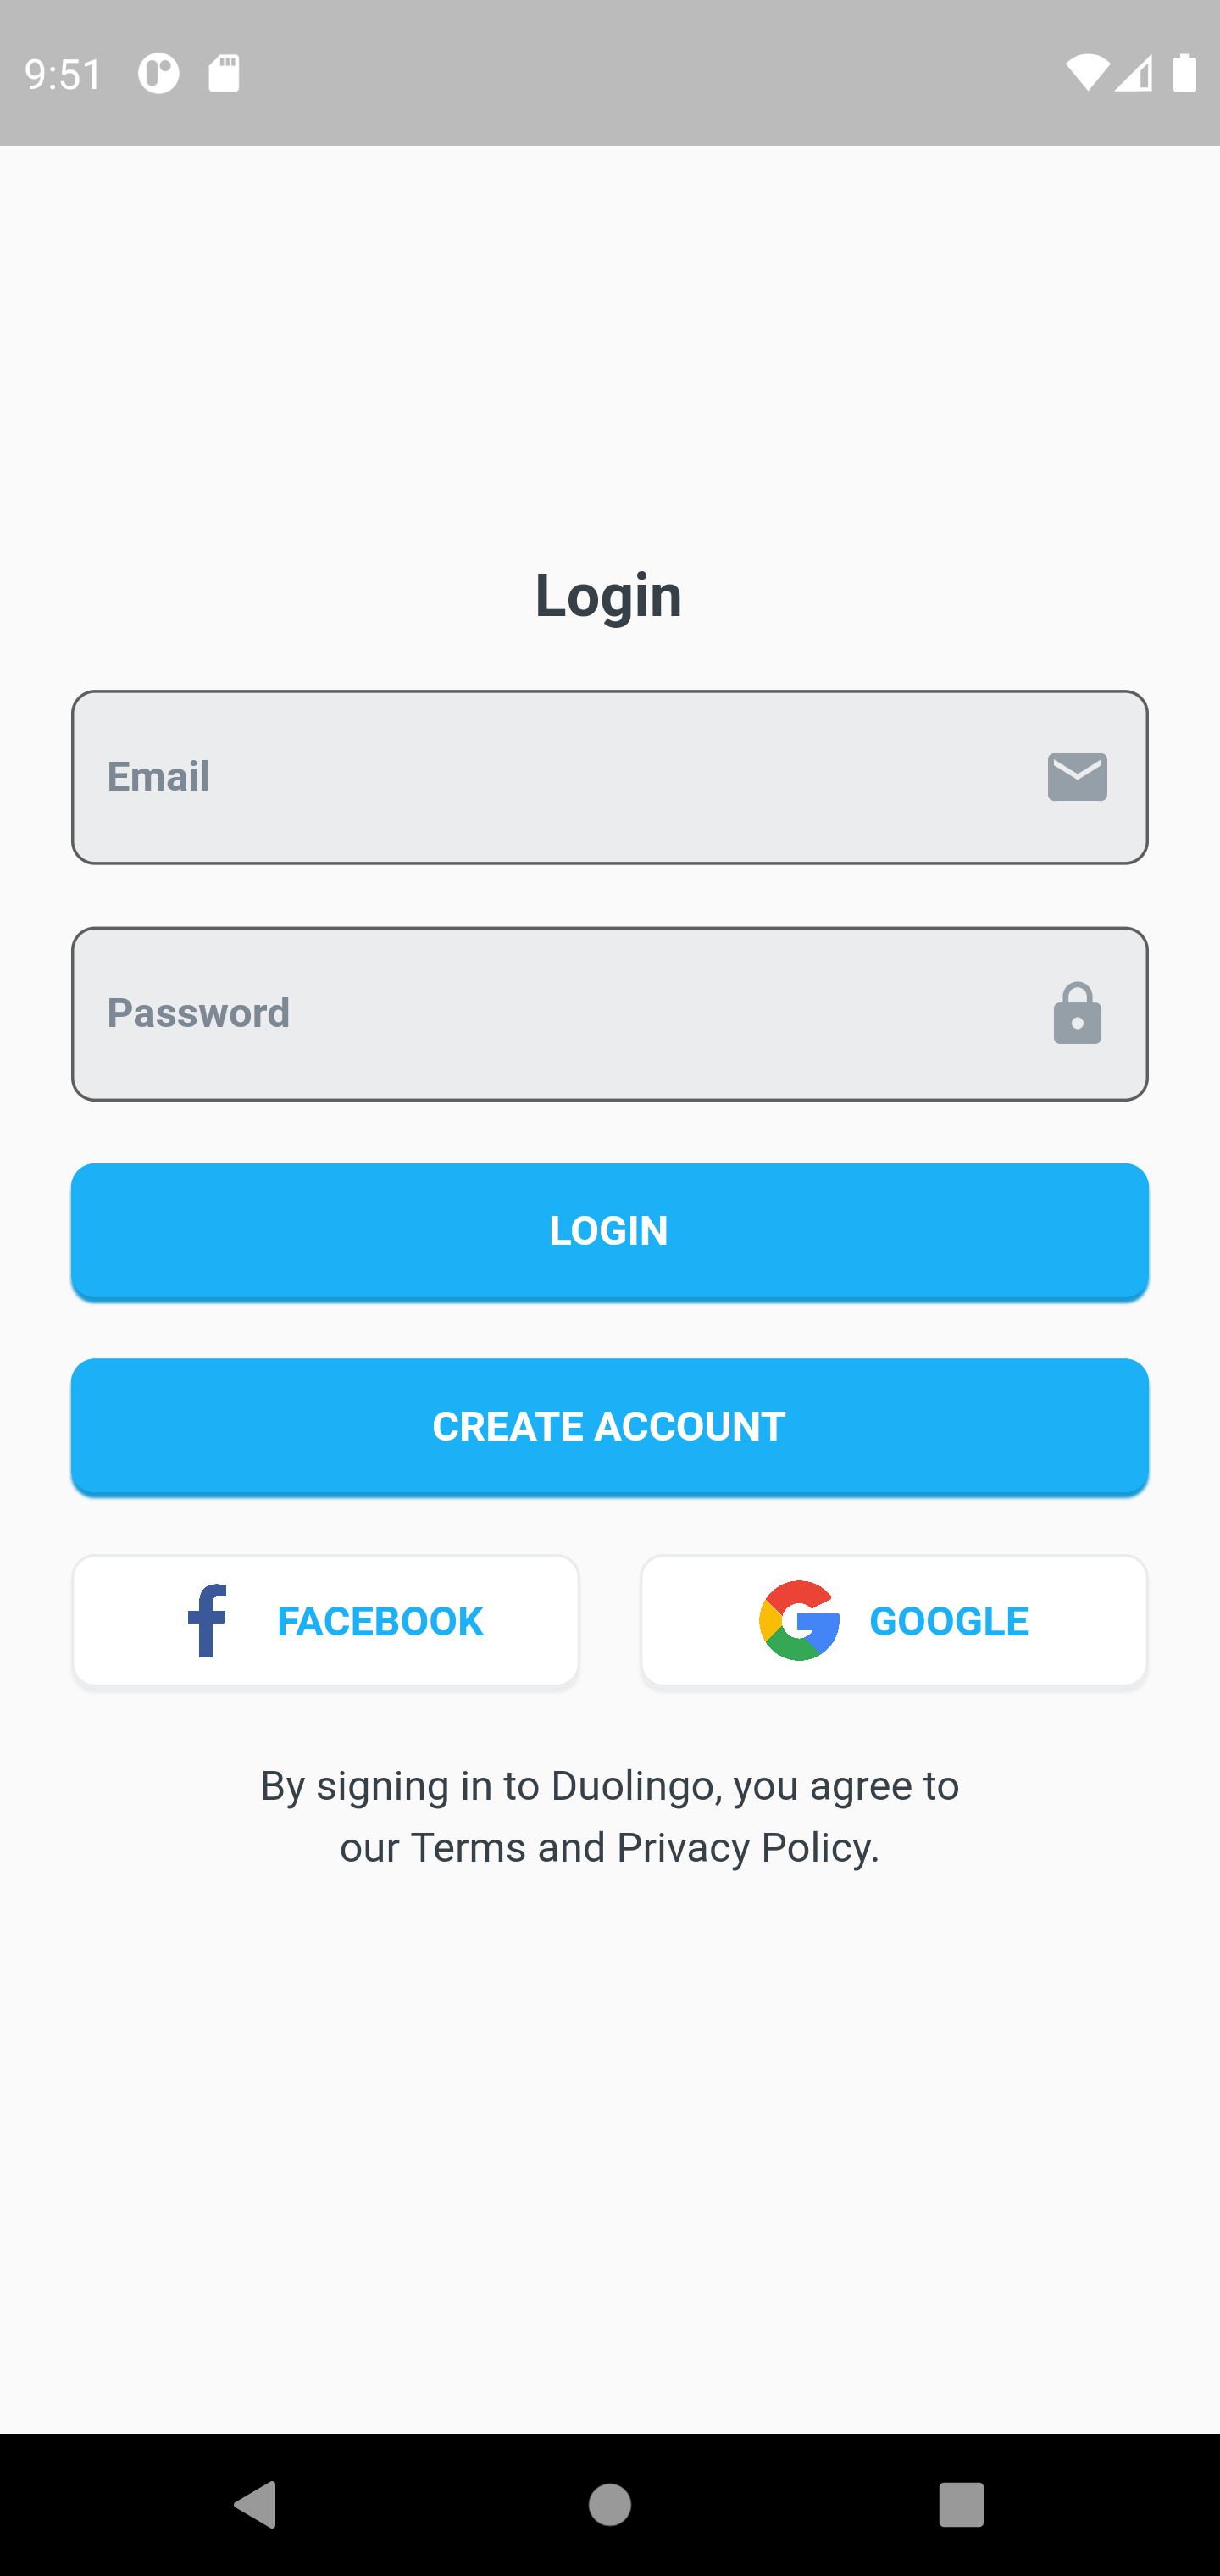 9:51
Login
Email
Password
LOGIN
CREATE ACCOUNT
FACEBOOK
GOOGLE
By signing in to Duolingo, you agree to
our Terms and Privacy Policy.